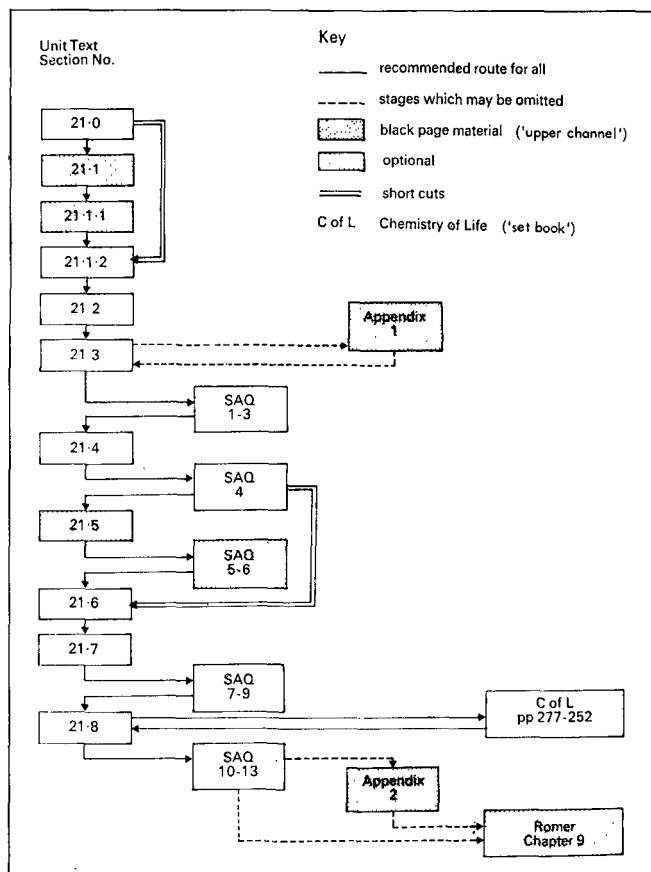 Unit Text
Section No.
Key
recommended route for all
stages which may be omitted
black page material ('upper channel')
optional
short cuts
C of L Chemistry of Life ('set book')
21·0
21·1
21·1·1
21·1·2
21 2
21 3
Appendix
1
SAQ
1-3
21·4
SAQ
4
21·5
SAQ
5-6
21·6
21·7
SAQ
7-9
21·8
C of L
pp 277-252
SAQ
10-13
Appendix
2
Romer
Chapter 9